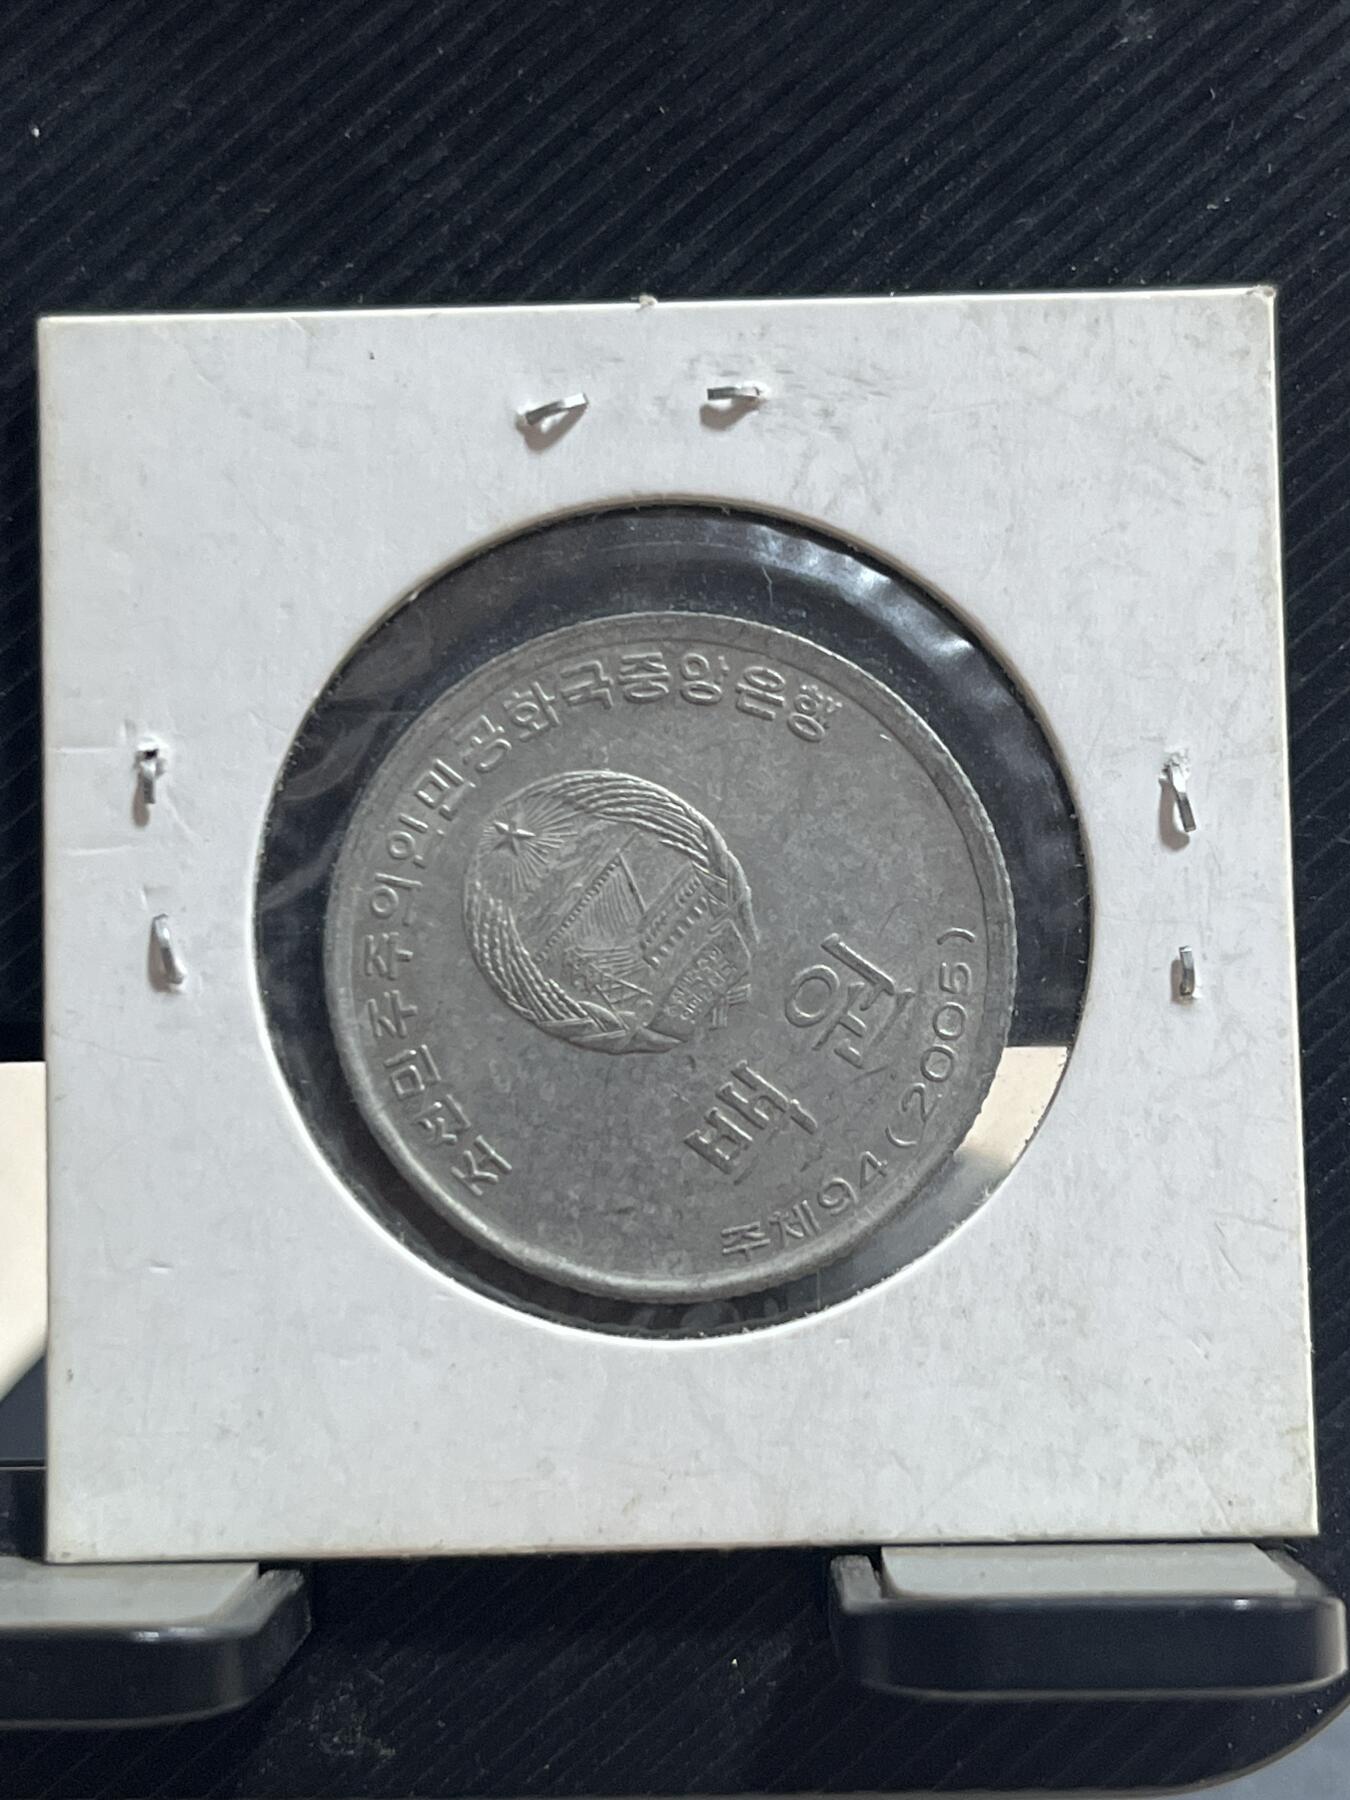 조선민주주의인민공화국중앙은행
백 원
주체94(2005)